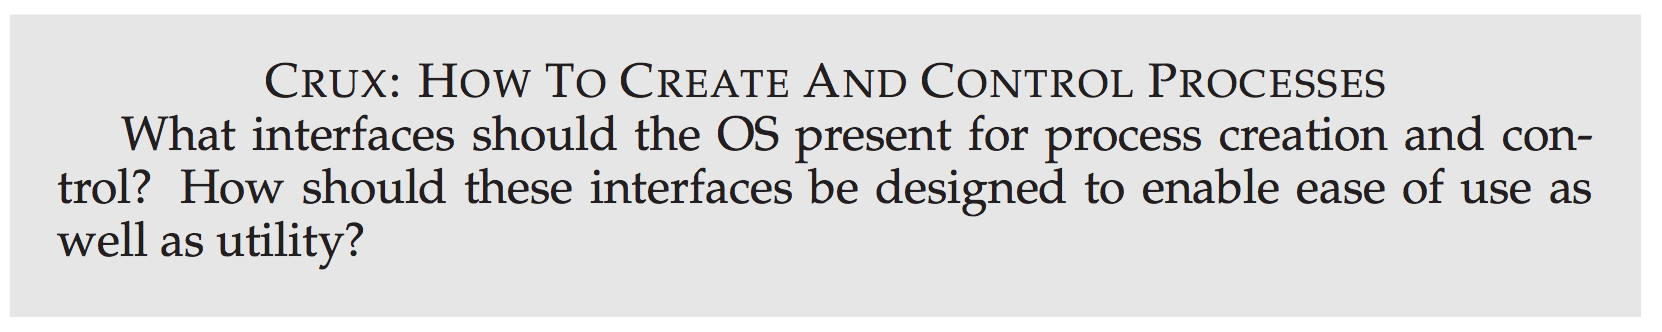 CRUX: HOW TO CREATE AND CONTROL PROCESSES
What interfaces should the OS present for process creation and con-
trol? How should these interfaces be designed to enable ease of use as
well as utility?